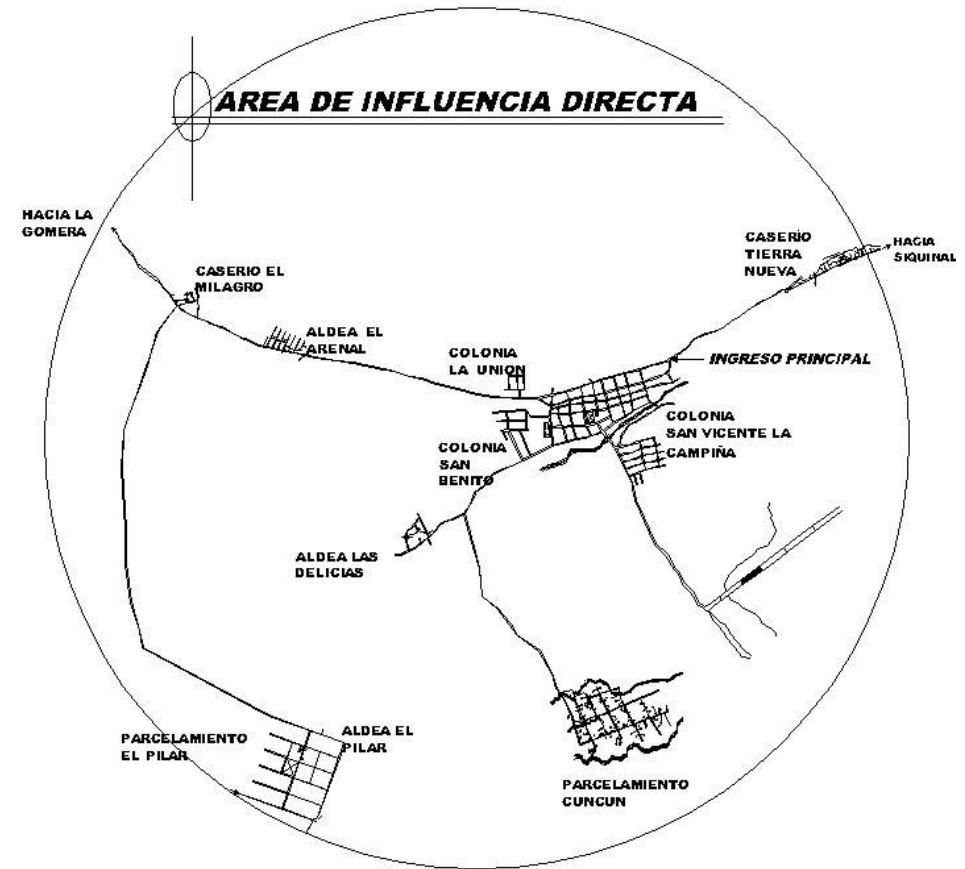 AREA DE INFLUENCIA DIRECTA
HACIA LA
GOMERA
CASERIO EL
MILAGRO
ALDEA EL
ARENAL
COLONIA
LA UNION
CASERÍO
TIERRA
NUEVA
HACIA
SIQUINAL
INGRESO PRINCIPAL
COLONIA
SAN VICENTE LA
CAMPIÑA
COLONIA
SAN
BENITO
ALDEA LAS
DELICIAS
PARCELAMIENTO
EL PILAR
ALDEA EL
PILAR
PARCELAMIENTO
CUNCUN